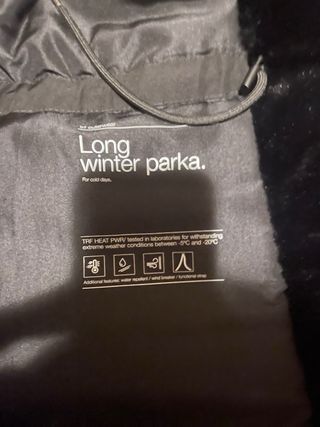 Long
winter parka.
For cold days.
TRF HEAT PWR/ tested in laboratories for withstanding
extreme weather conditions between -5ºC and -20ºC
Additional features: water repellent / wind breaker / functional strap